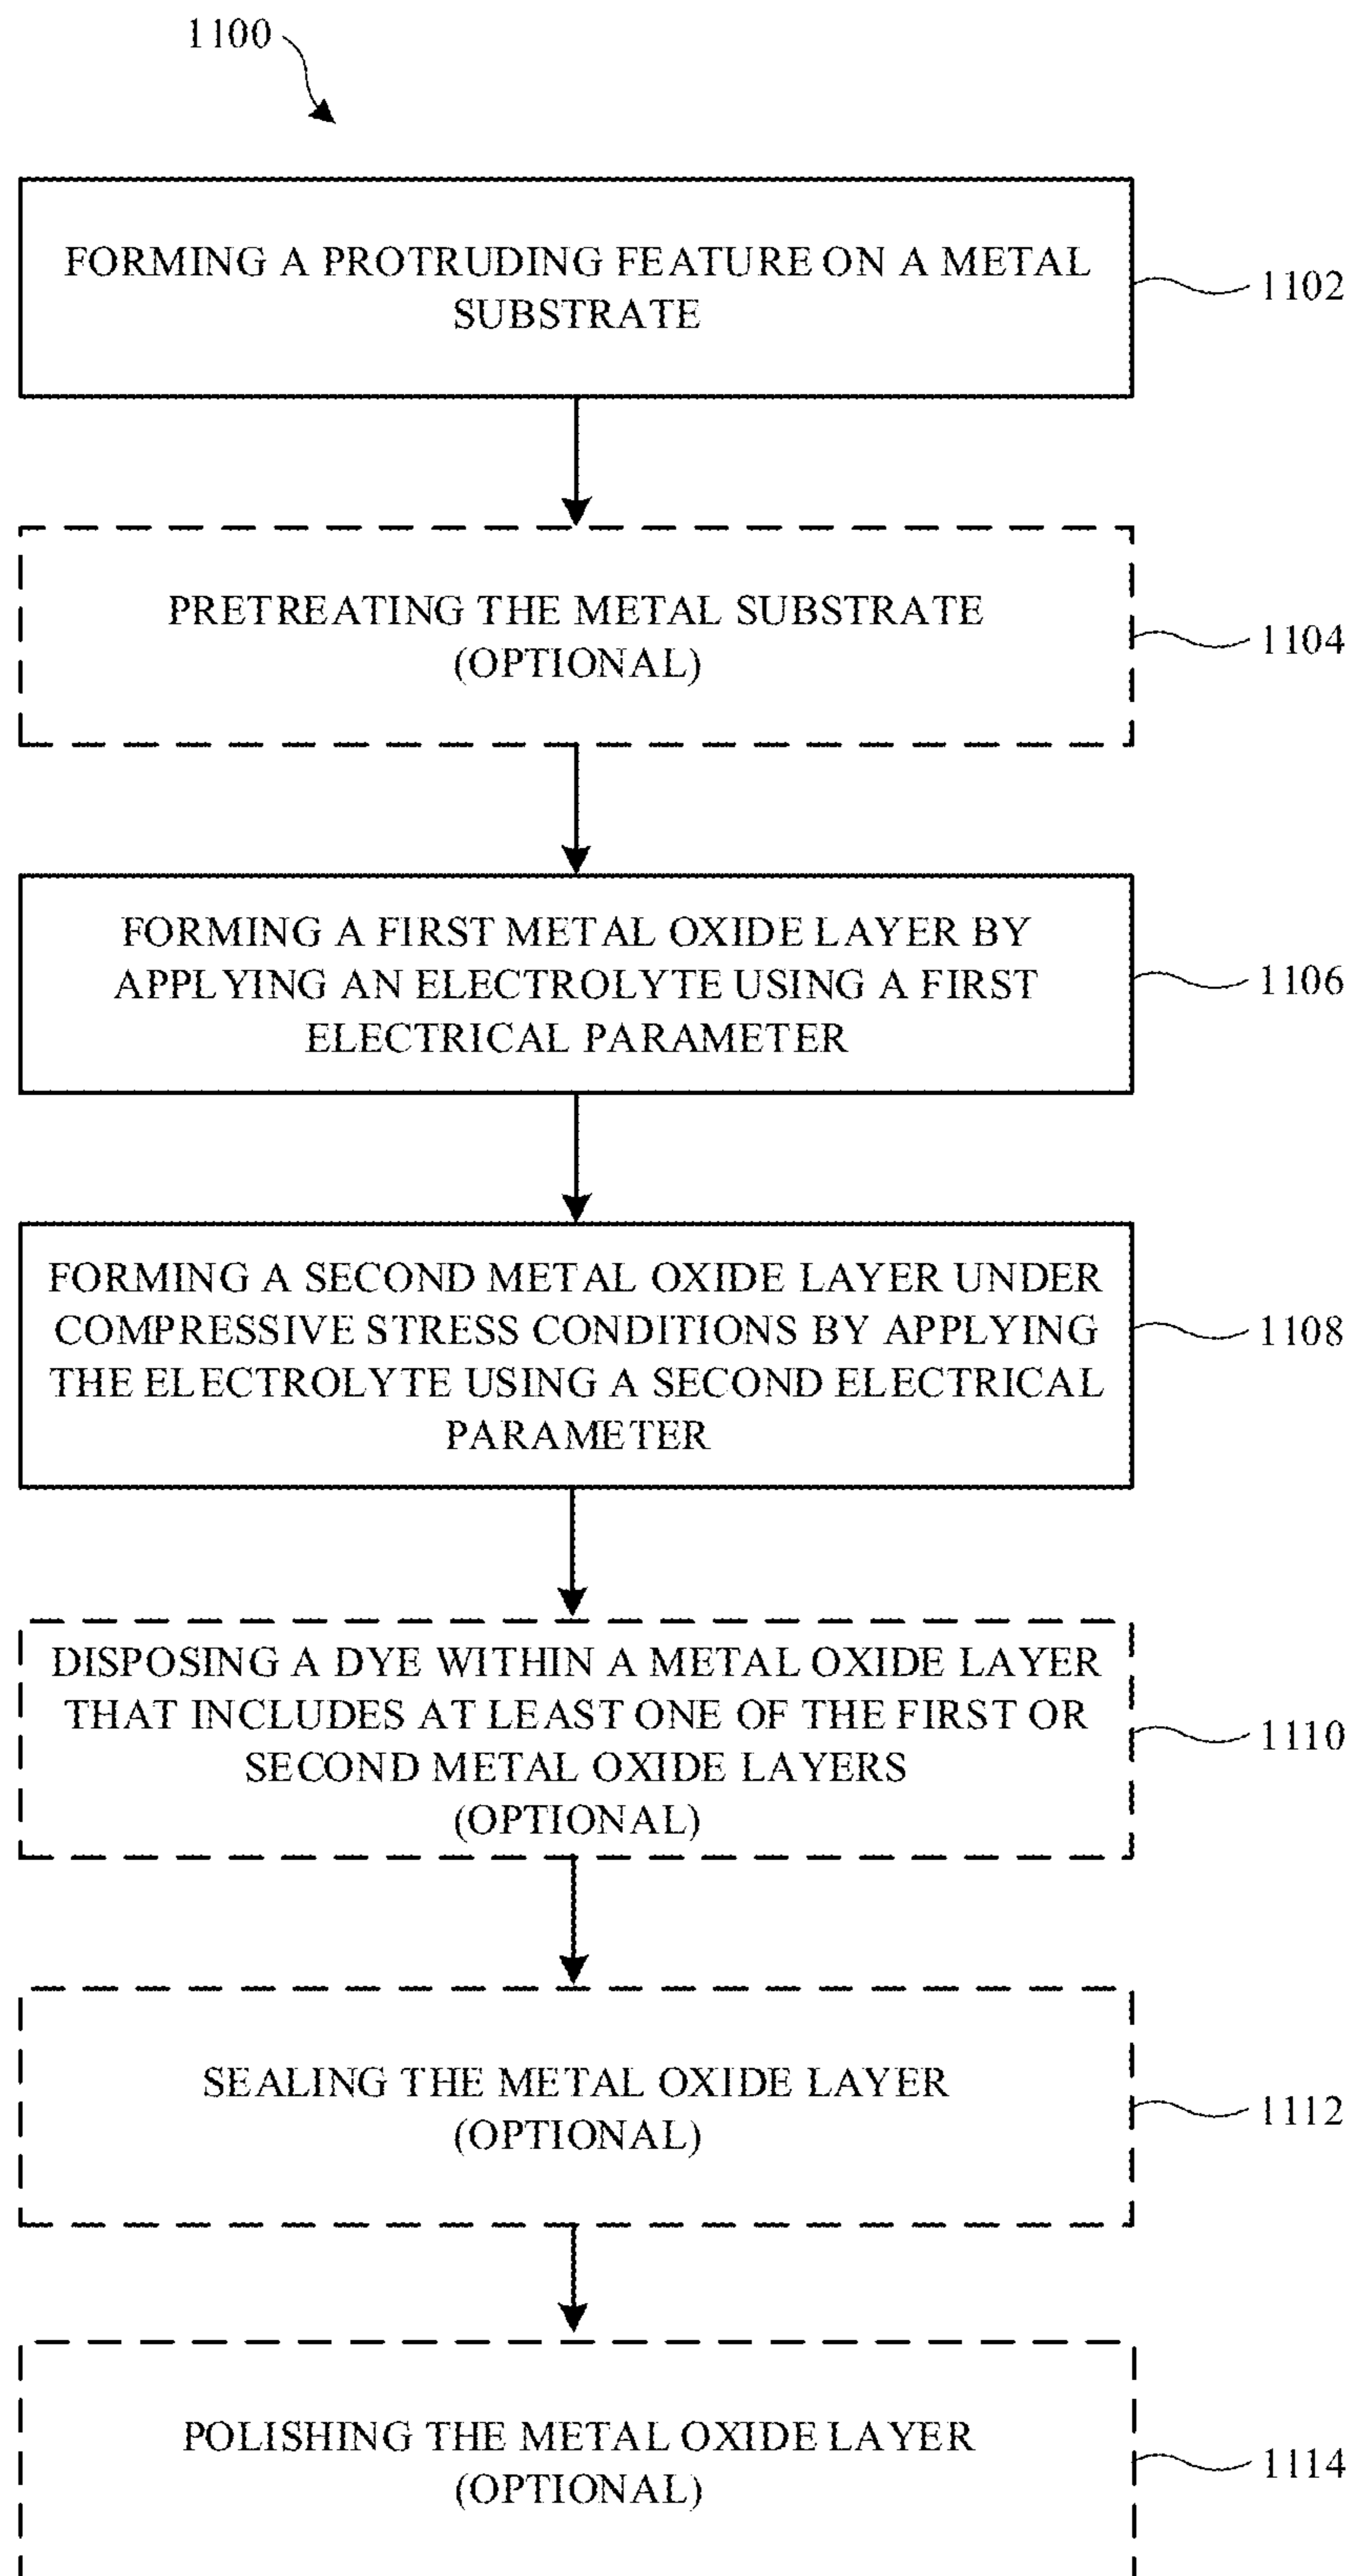 1100
FORMING A PROTRUDING FEATURE ON A METAL
SUBSTRATE
1102
PRETREATING THE METAL SUBSTRATE
(OPTIONAL)
1104
FORMING A FIRST METAL OXIDE LAYER BY
APPLYING AN ELECTROLYTE USING A FIRST
ELECTRICAL PARAMETER
1106
FORMING A SECOND METAL OXIDE LAYER UNDER
COMPRESSIVE STRESS CONDITIONS BY APPLYING
THE ELECTROLYTE USING A SECOND ELECTRICAL
PARAMETER
1108
DISPOSING A DYE WITHIN A METAL OXIDE LAYER
THAT INCLUDES AT LEAST ONE OF THE FIRST OR
SECOND METAL OXIDE LAYERS
(OPTIONAL)
1110
SEALING THE METAL OXIDE LAYER
(OPTIONAL)
1112
POLISHING THE METAL OXIDE LAYER
(OPTIONAL)
1114